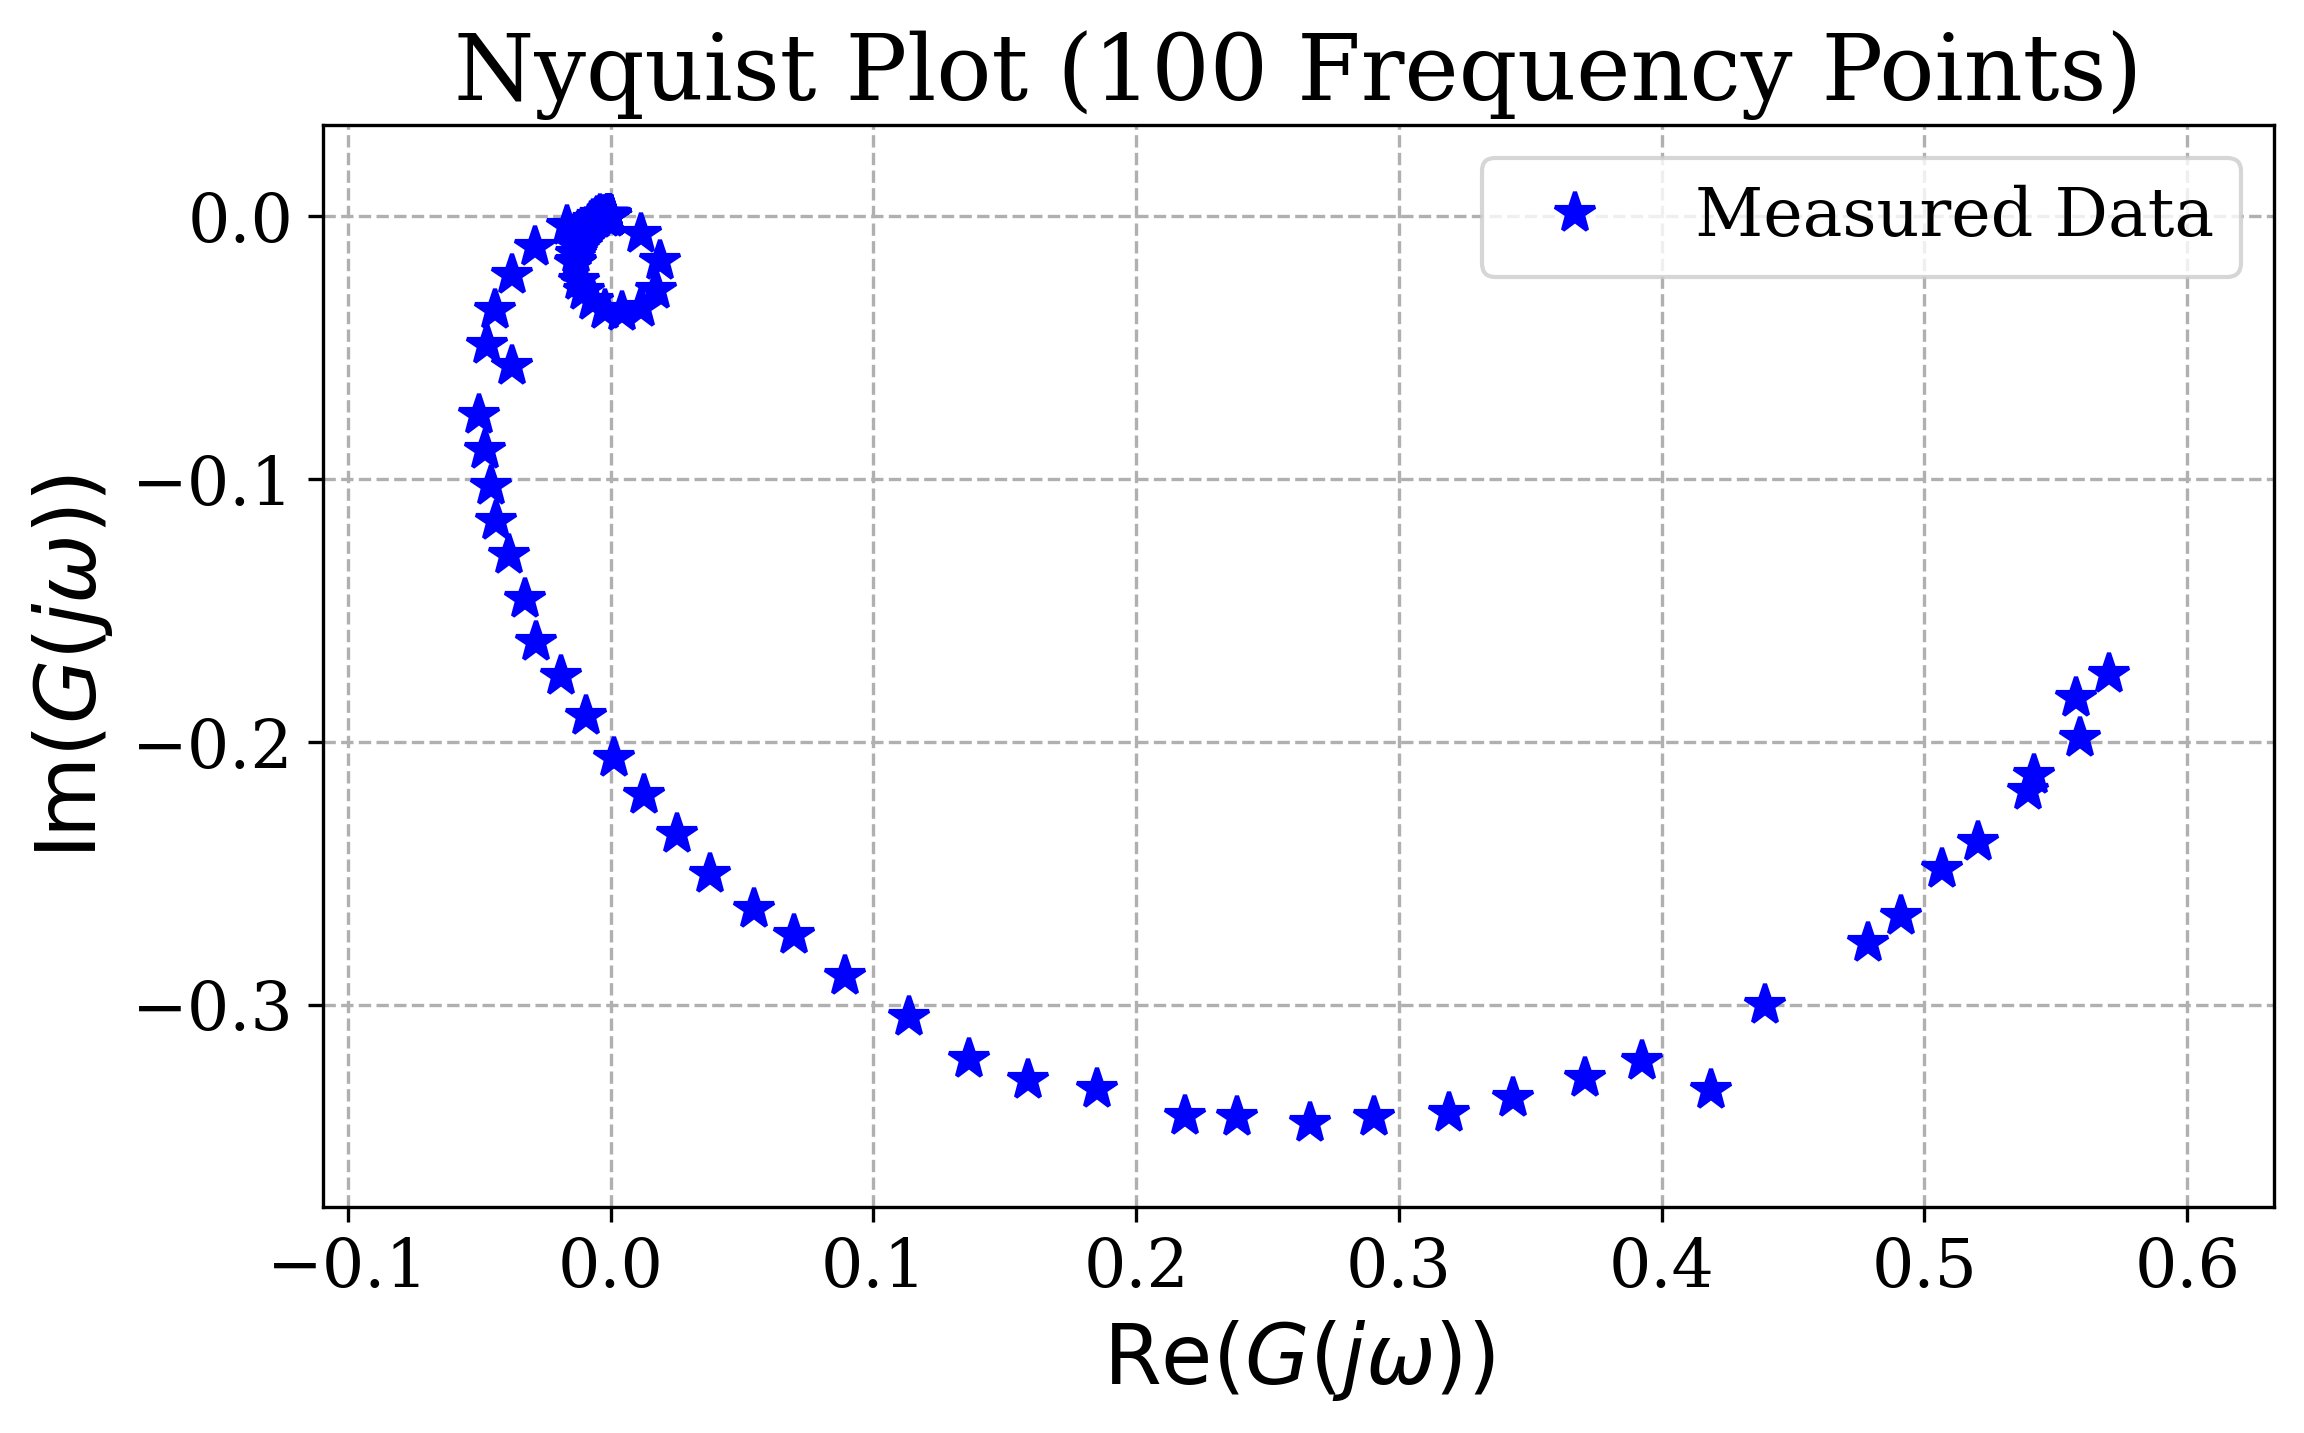 Nyquist Plot (100 Frequency Points)
Measured Data
Im(G(jω))
0.0
−0.1
−0.2
−0.3
−0.1 0.0 0.1 0.2 0.3 0.4 0.5 0.6
Re(G(jω))